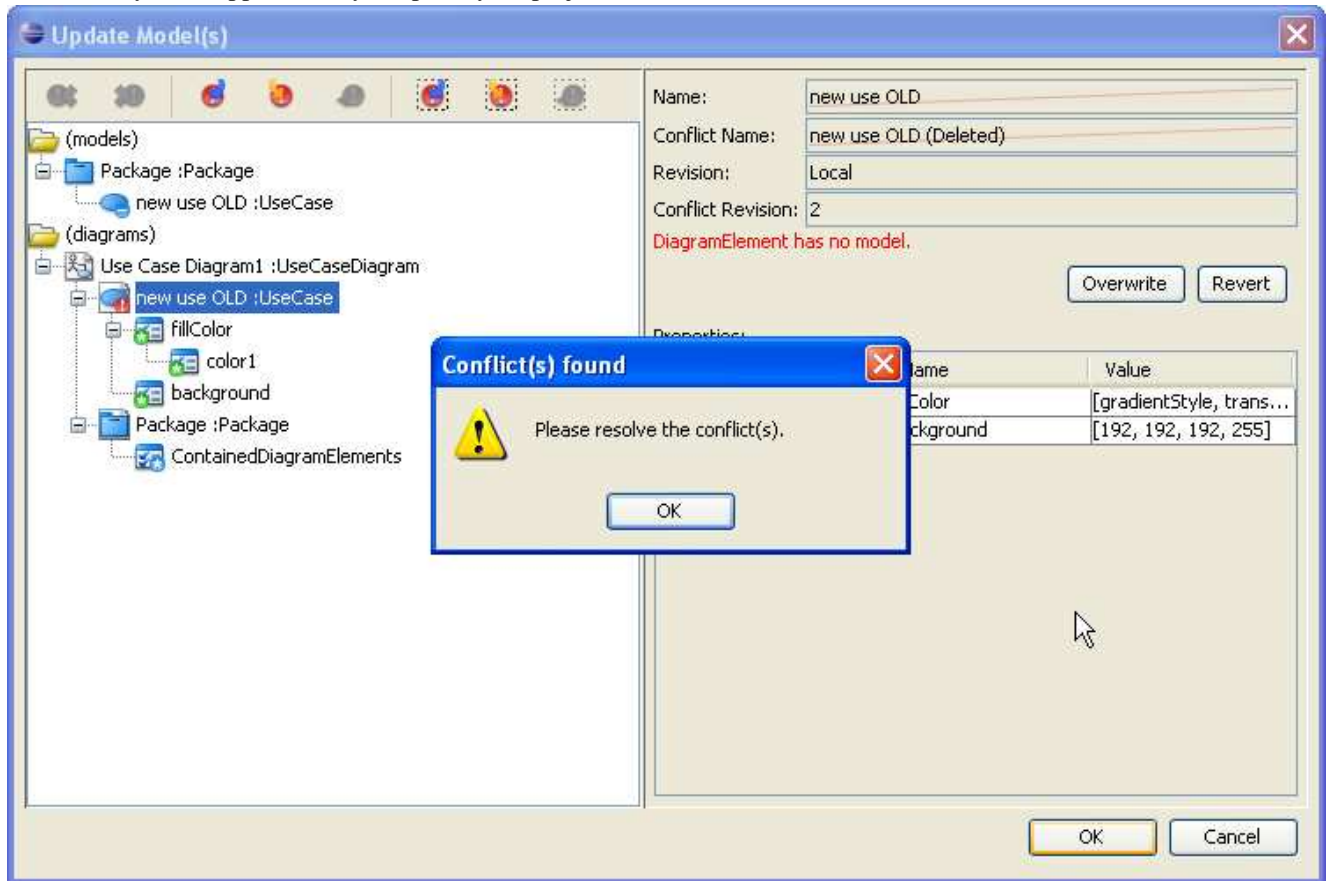 Update Model(s)
(models)
Package :Package
new use OLD :UseCase
(diagrams)
Use Case Diagram1 :UseCaseDiagram
new use OLD :UseCase
fillColor
color1
background
Package :Package
ContainedDiagramElements
Name: new use OLD
Conflict Name: new use OLD (Deleted)
Revision: Local
Conflict Revision: 2
DiagramElement has no model.
Overwrite Revert
Value
[gradientStyle, trans...
[192, 192, 192, 255]
Conflict(s) found
Please resolve the conflict(s).
OK
OK Cancel